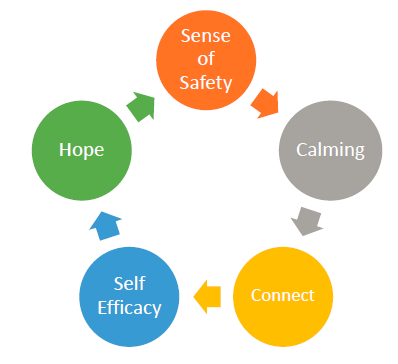 Sense
of
Safety
Calming
Connect
Self
Efficacy
Hope